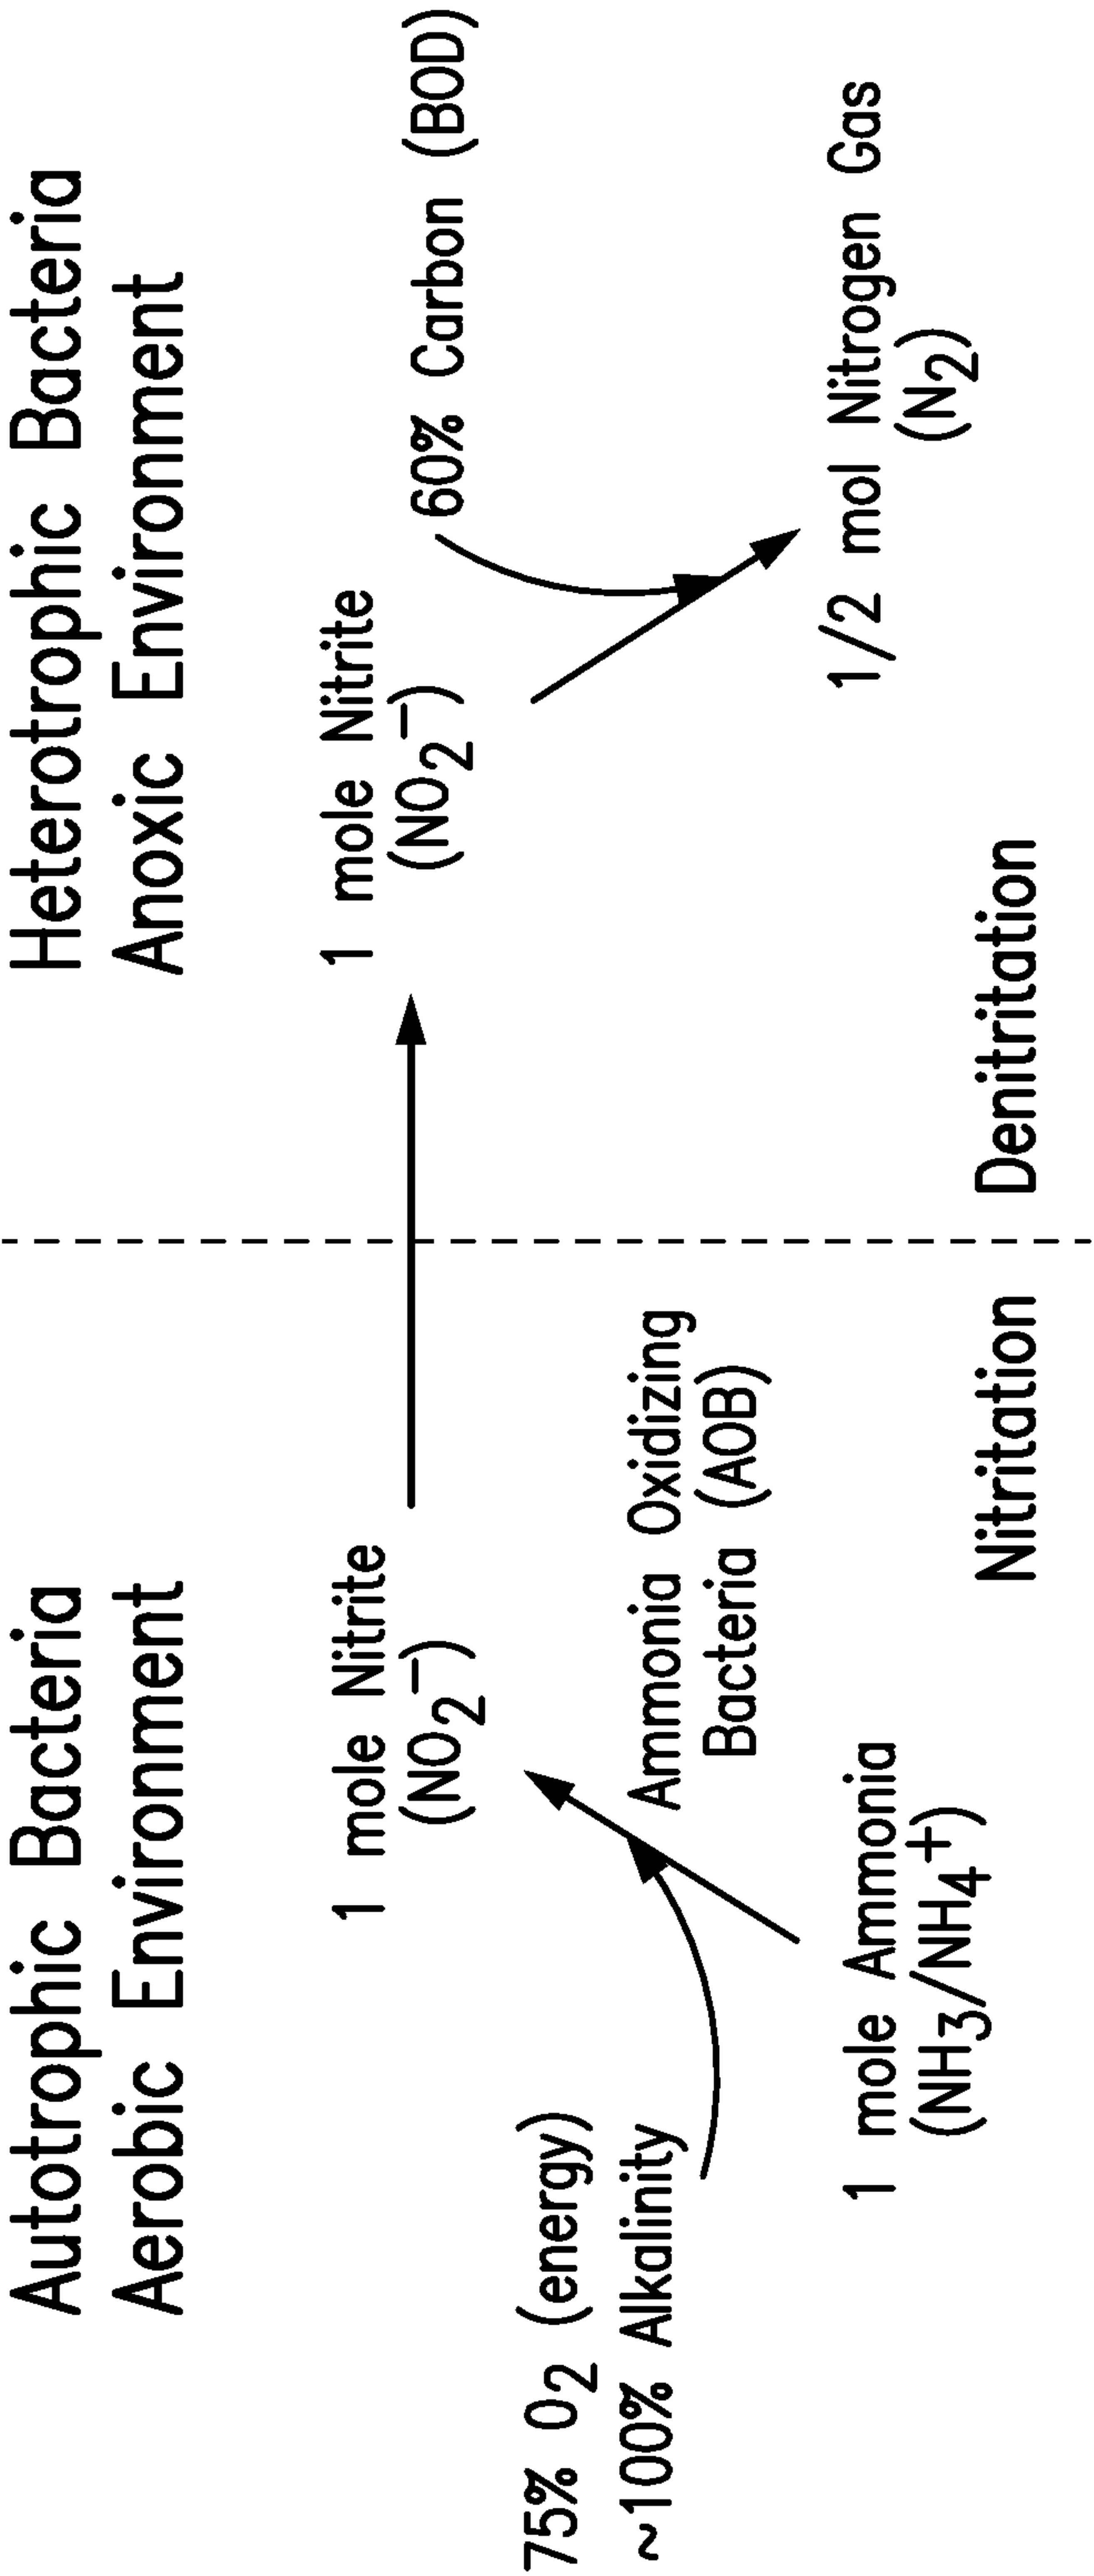 Autotrophic Bacteria
Aerobic Environment
1 mole Nitrite
(NO₂⁻)
75% O₂ (energy)
~100% Alkalinity
Ammonia Oxidizing
Bacteria (AOB)
1 mole Ammonia
(NH₃/NH₄⁺)
Nitritation
Heterotrophic Bacteria
Anoxic Environment
1 mole Nitrite
(NO₂⁻)
60% Carbon (BOD)
1/2 mol Nitrogen Gas
(N₂)
Denitritation